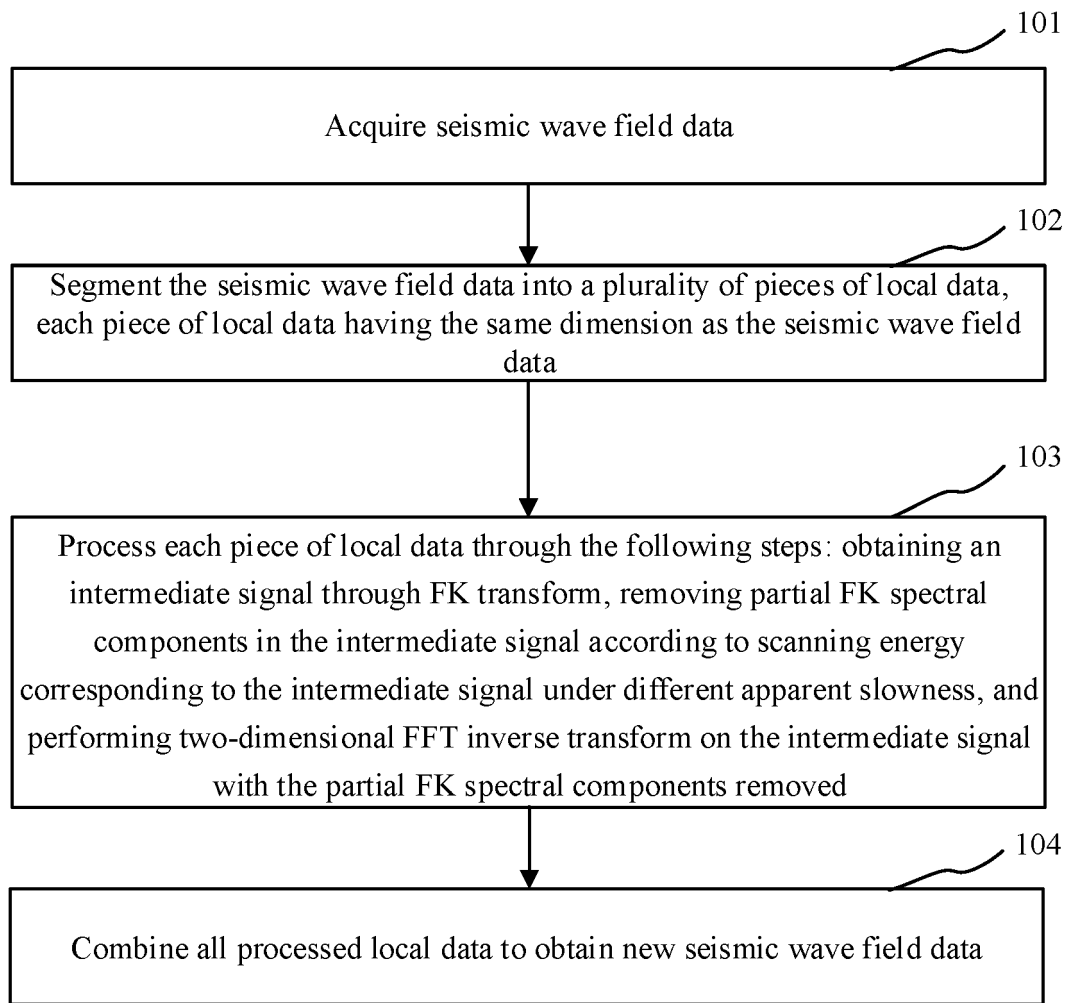 101
Acquire seismic wave field data
102
Segment the seismic wave field data into a plurality of pieces of local data,
each piece of local data having the same dimension as the seismic wave field
data
103
Process each piece of local data through the following steps: obtaining an
intermediate signal through FK transform, removing partial FK spectral
components in the intermediate signal according to scanning energy
corresponding to the intermediate signal under different apparent slowness, and
performing two-dimensional FFT inverse transform on the intermediate signal
with the partial FK spectral components removed
104
Combine all processed local data to obtain new seismic wave field data